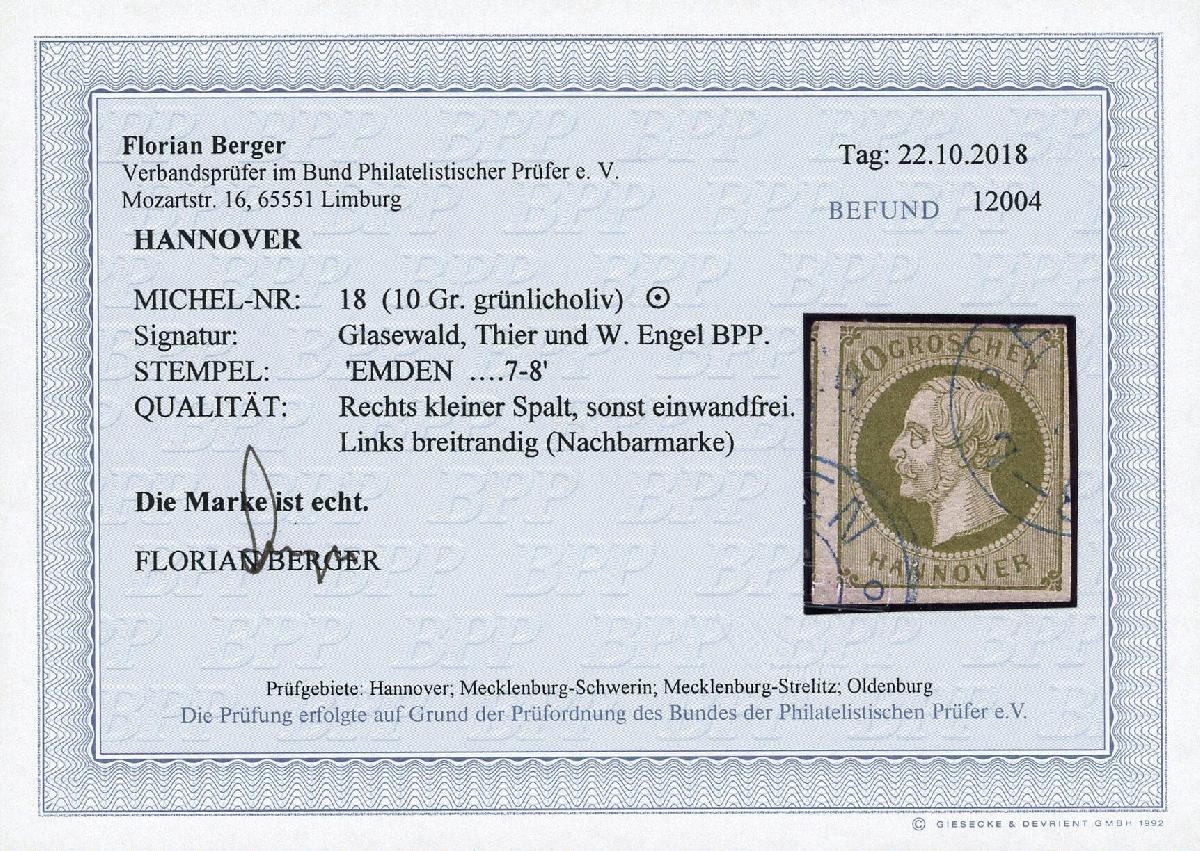 Florian Berger
Verbandsprüfer im Bund Philatelistischer Prüfer e. V.
Mozartstr. 16, 65551 Limburg
Tag: 22.10.2018
BEFUND 12004
HANNOVER
MICHEL-NR: 18 (10 Gr. grünlicholiv) ⊙
Signatur: Glasewald, Thier und W. Engel BPP.
STEMPEL: 'EMDEN ....7-8'
QUALITÄT: Rechts kleiner Spalt, sonst einwandfrei.
Links breitrandig (Nachbarmarke)
10 GROSCHEN
HANNOVER
Die Marke ist echt.
FLORIAN BERGER
Prüfgebiete: Hannover; Mecklenburg-Schwerin; Mecklenburg-Strelitz; Oldenburg
Die Prüfung erfolgte auf Grund der Prüfordnung des Bundes der Philatelistischen Prüfer e.V.
© GIESECKE & DEVRIENT GMBH 1992